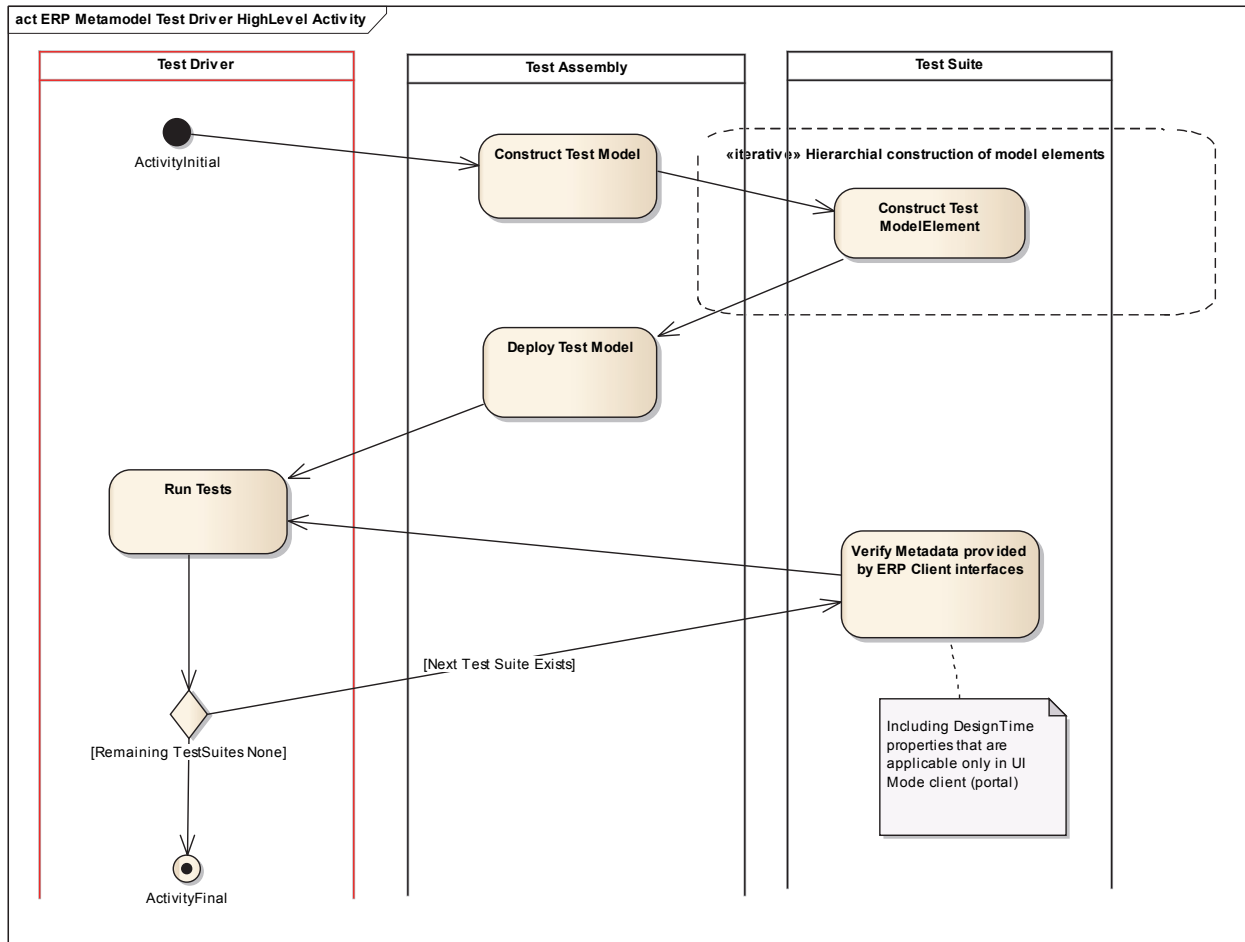 act ERP Metamodel Test Driver HighLevel Activity
Test Driver
Test Assembly
Test Suite
ActivityInitial
Construct Test Model
«iterative» Hierarchial construction of model elements
Construct Test
ModelElement
Deploy Test Model
Run Tests
Verify Metadata provided
by ERP Client interfaces
[Next Test Suite Exists]
[Remaining TestSuites None]
Including DesignTime
properties that are
applicable only in UI
Mode client (portal)
ActivityFinal